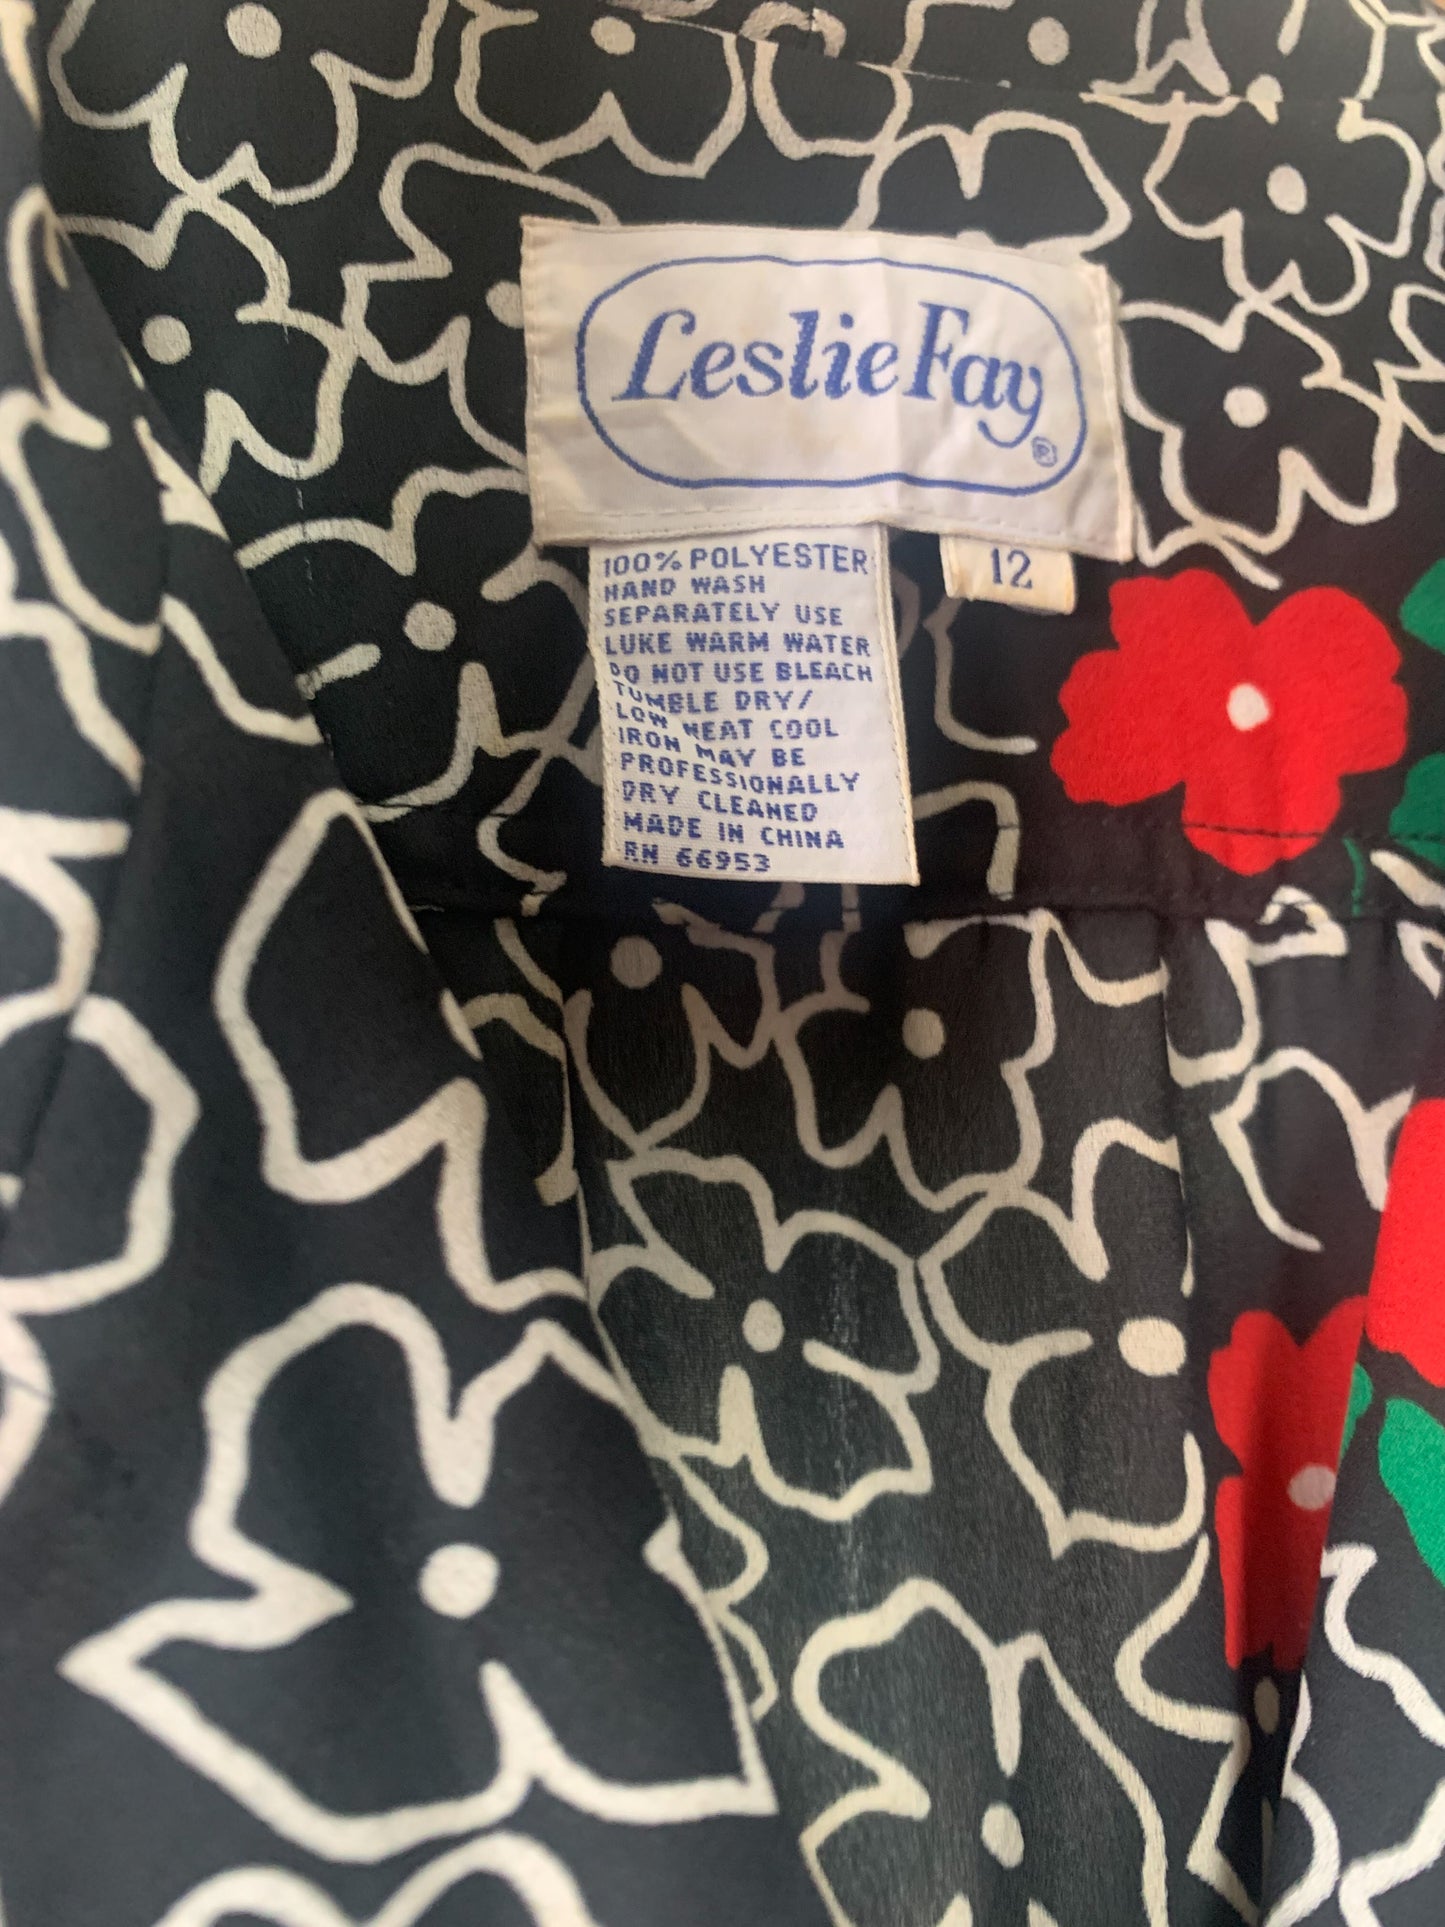 Leslie Fay
®
12
100% POLYESTER
HAND WASH
SEPARATELY USE
LUKE WARM WATER
DO NOT USE BLEACH
TUMBLE DRY/
LOW HEAT COOL
IRON MAY BE
PROFESSIONALLY
DRY CLEANED
MADE IN CHINA
RN 66953